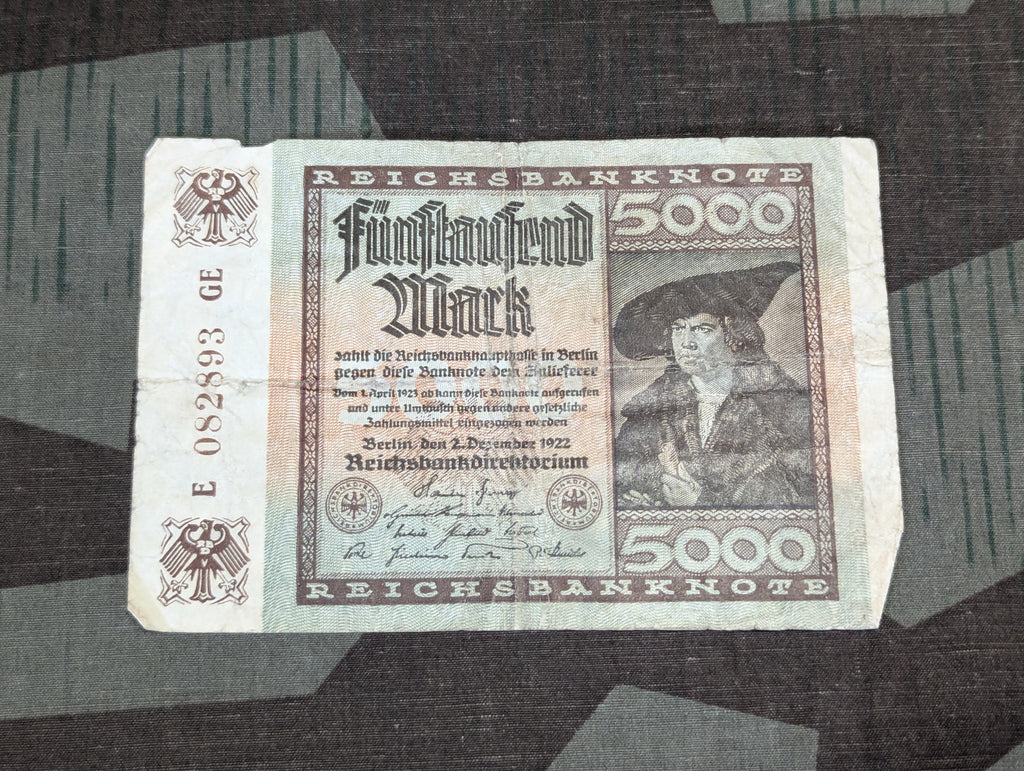 REICHSBANKNOTE
E 082893 GE
Fünftausend
Mark
5000
zahlt die Reichsbankhauptkasse in Berlin
gegen diese Banknote dem Einlieferer
Vom 1. April 1923 ab kann diese Banknote aufgerufen
und unter Umtausch gegen andere gesetzliche
Zahlungsmittel eingezogen werden
Berlin, den 2. Dezember 1922
Reichsbankdirektorium
5000
REICHSBANKNOTE